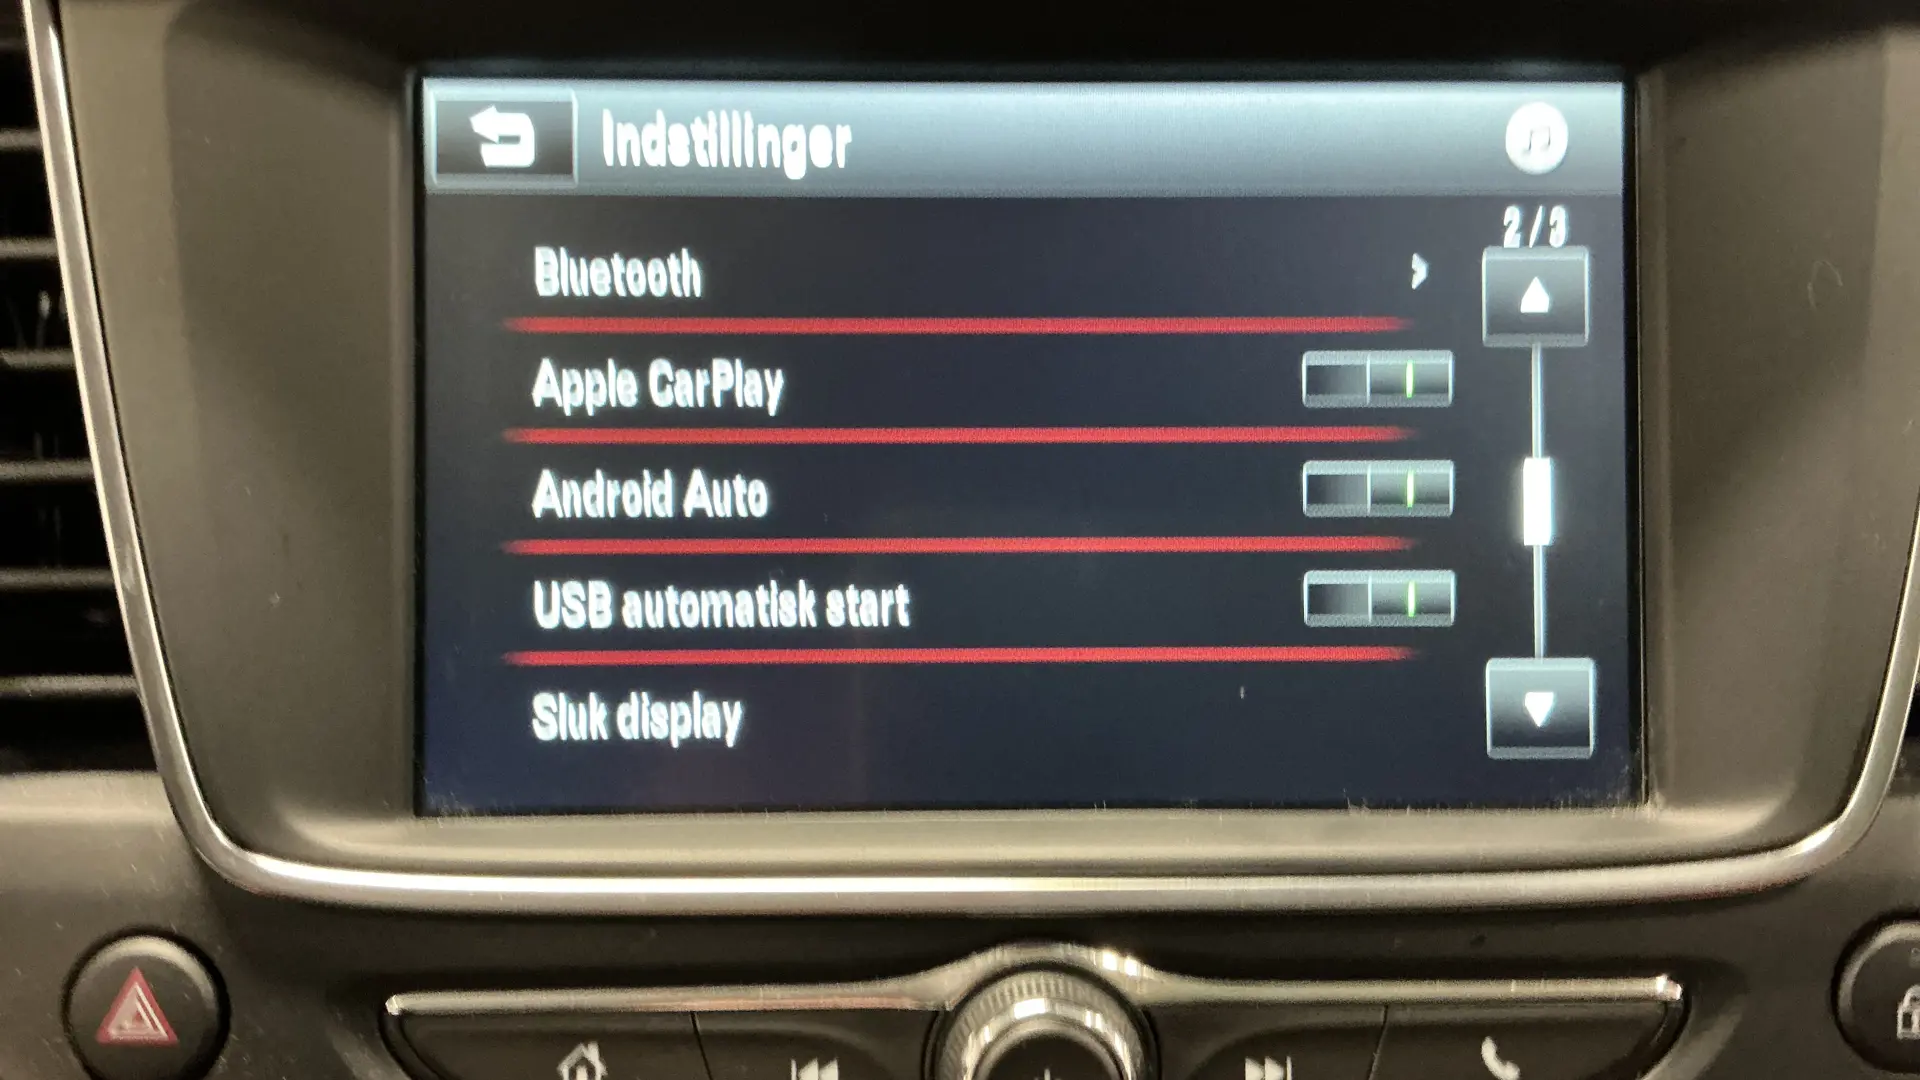 Indstillinger
2 / 3
Bluetooth
Apple CarPlay
Android Auto
USB automatisk start
Sluk display